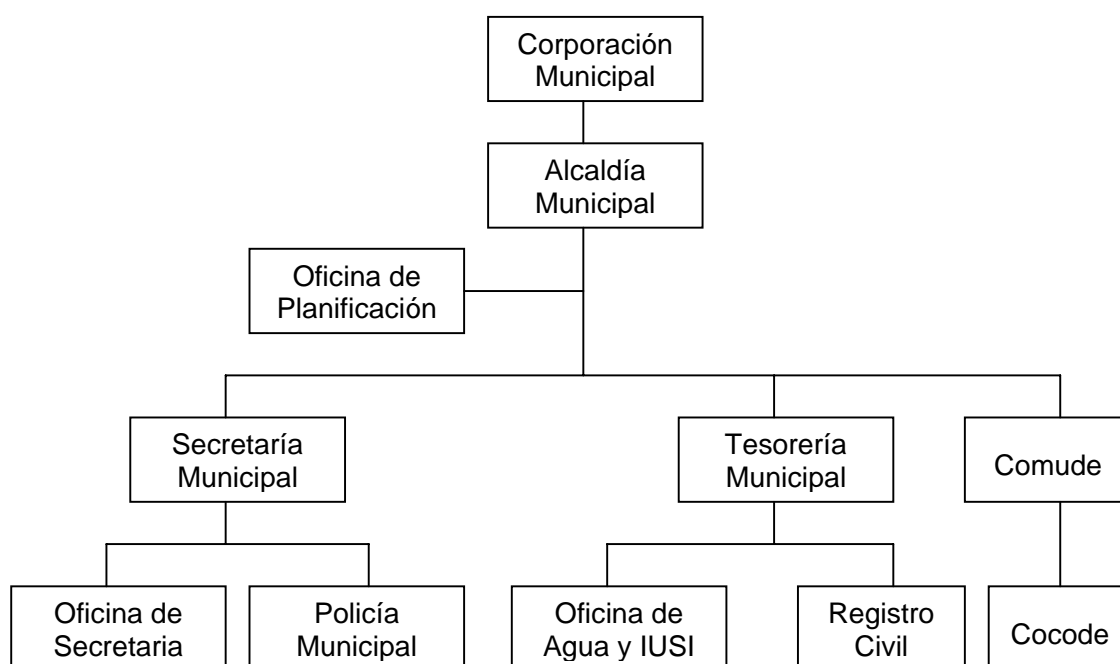 Corporación
Municipal
Alcaldía
Municipal
Oficina de
Planificación
Secretaría
Municipal
Tesorería
Municipal
Comude
Oficina de
Secretaria
Policía
Municipal
Oficina de
Agua y IUSI
Registro
Civil
Cocode